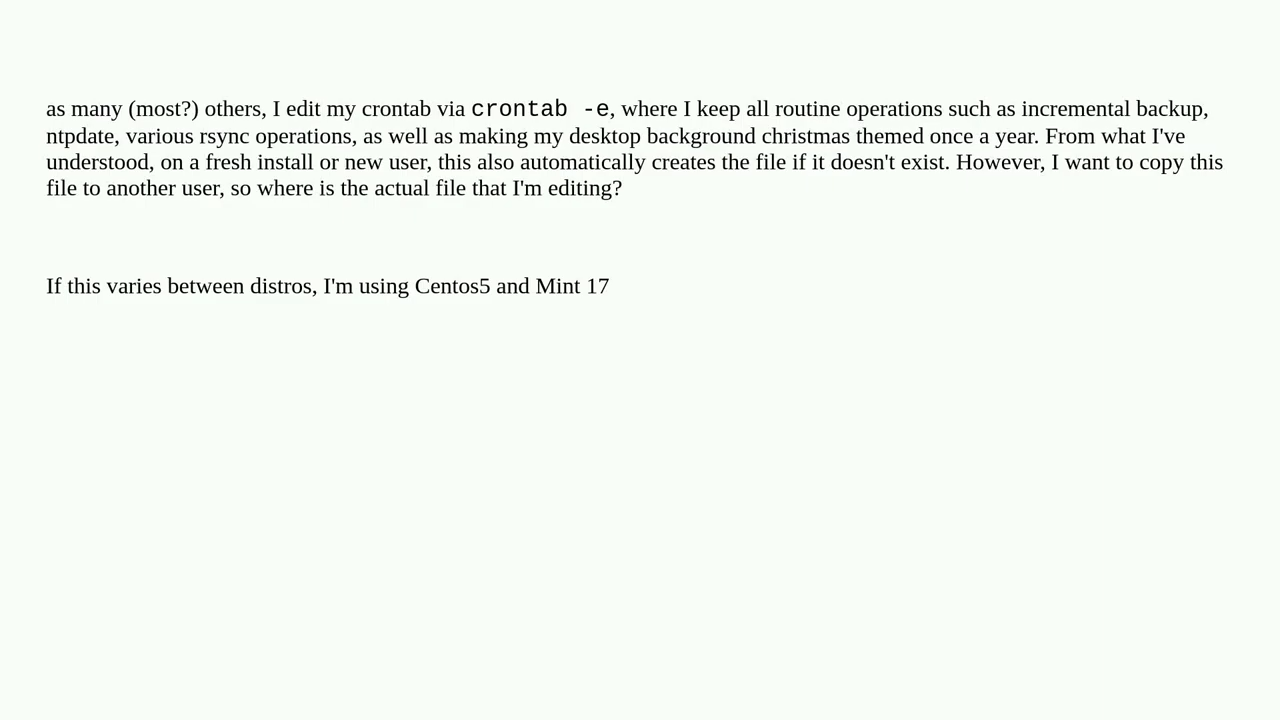 as many (most?) others, I edit my crontab via crontab -e, where I keep all routine operations such as incremental backup,
ntpdate, various rsync operations, as well as making my desktop background christmas themed once a year. From what I've
understood, on a fresh install or new user, this also automatically creates the file if it doesn't exist. However, I want to copy this
file to another user, so where is the actual file that I'm editing?
If this varies between distros, I'm using Centos5 and Mint 17